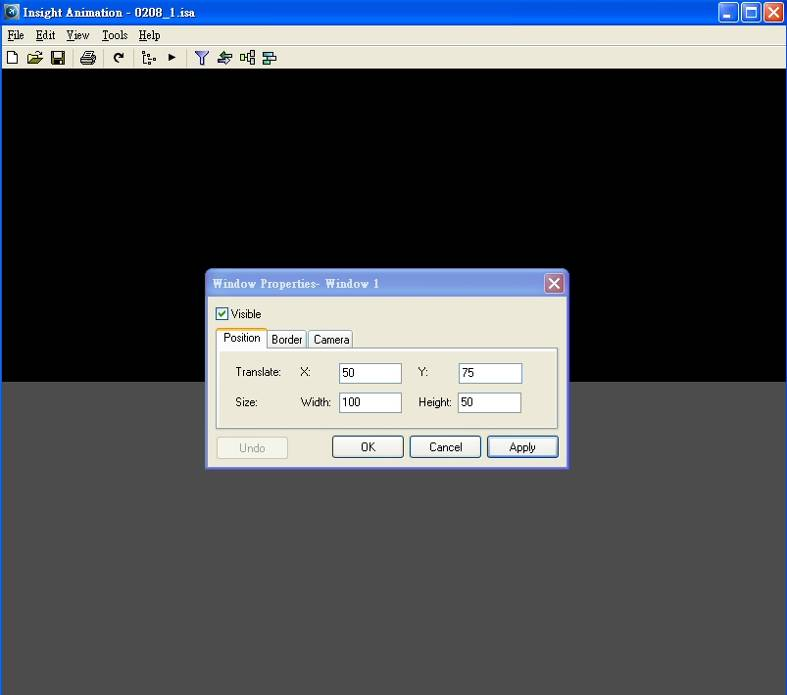 Insight Animation - 0208_1.isa
File Edit View Tools Help
Window Properties- Window 1
Visible
Position Border Camera
Translate: X: 50 Y: 75
Size: Width: 100 Height: 50
Undo OK Cancel Apply